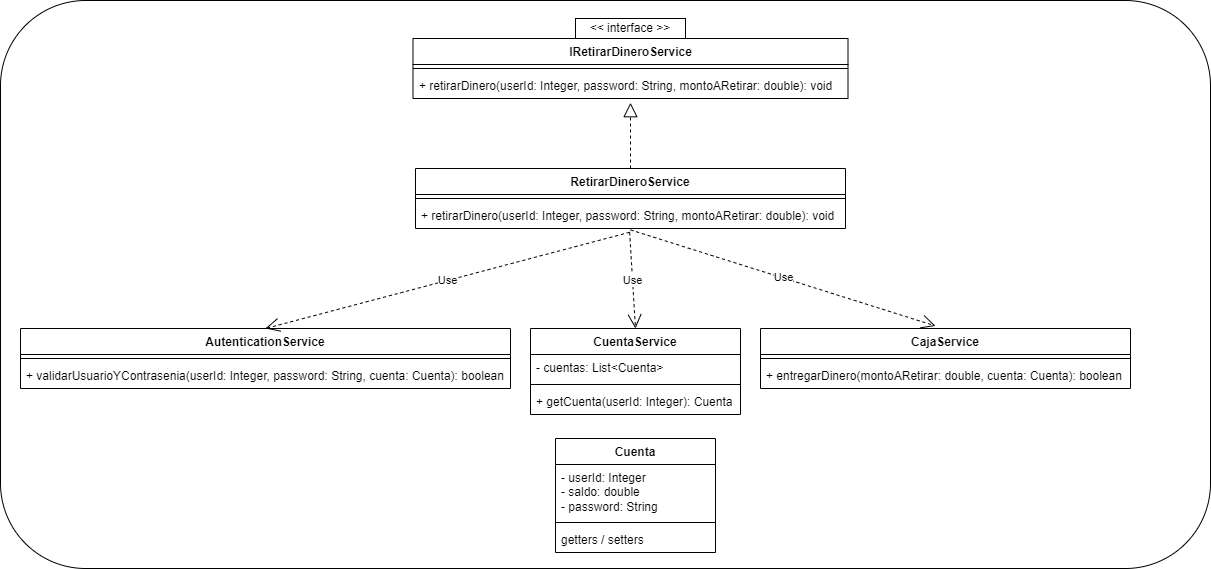 << interface >>
IRetirarDineroService
+ retirarDinero(userId: Integer, password: String, montoARetirar: double): void
RetirarDineroService
+ retirarDinero(userId: Integer, password: String, montoARetirar: double): void
Use
Use
Use
AutenticationService
+ validarUsuarioYContrasenia(userId: Integer, password: String, cuenta: Cuenta): boolean
CuentaService
- cuentas: List<Cuenta>
+ getCuenta(userId: Integer): Cuenta
CajaService
+ entregarDinero(montoARetirar: double, cuenta: Cuenta): boolean
Cuenta
- userId: Integer
- saldo: double
- password: String
getters / setters